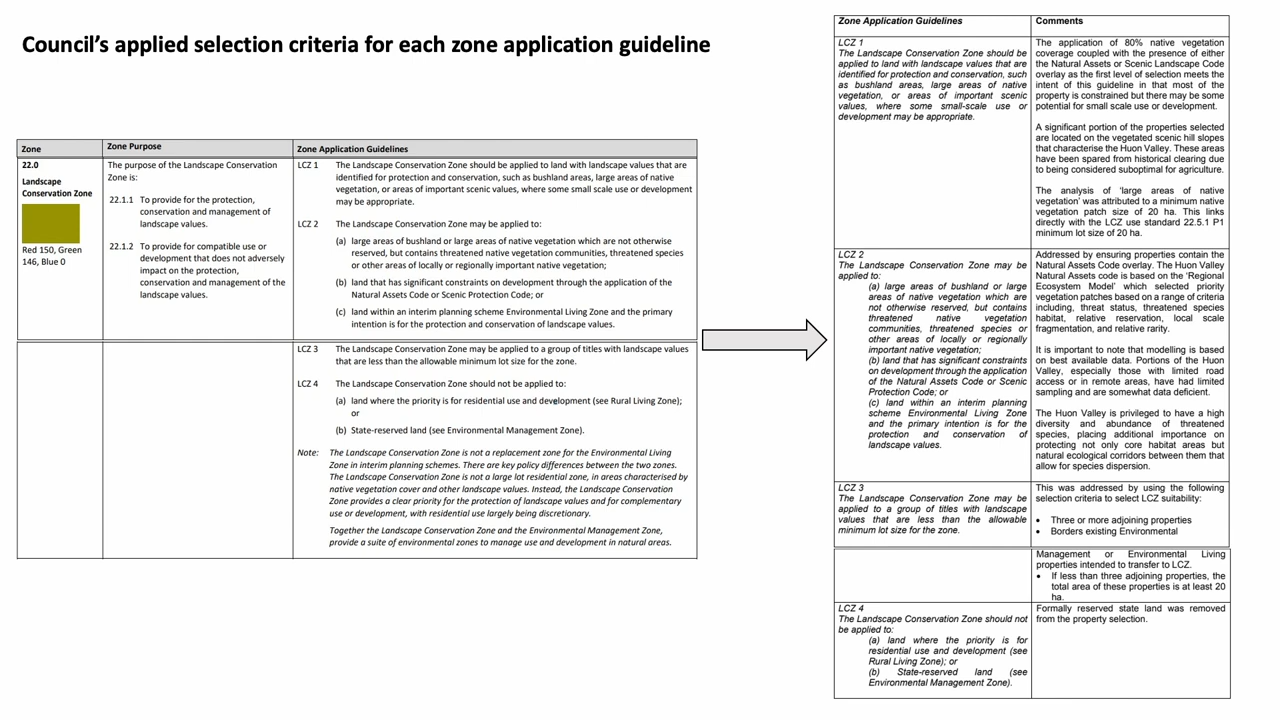 Council's applied selection criteria for each zone application guideline
Zone
Zone Purpose
Zone Application Guidelines
22.0
Landscape
Conservation Zone
Red 150, Green
146, Blue 0
The purpose of the Landscape Conservation
Zone is:
22.1.1 To provide for the protection,
conservation and management of
landscape values.
22.1.2 To provide for compatible use or
development that does not adversely
impact on the protection,
conservation and management of the
landscape values.
LCZ 1 The Landscape Conservation Zone should be applied to land with landscape values that are
identified for protection and conservation, such as bushland areas, large areas of native
vegetation, or areas of important scenic values, where some small scale use or development
may be appropriate.
LCZ 2 The Landscape Conservation Zone may be applied to:
(a) large areas of bushland or large areas of native vegetation which are not otherwise
reserved, but contains threatened native vegetation communities, threatened species
or other areas of locally or regionally important native vegetation;
(b) land that has significant constraints on development through the application of the
Natural Assets Code or Scenic Protection Code; or
(c) land within an interim planning scheme Environmental Living Zone and the primary
intention is for the protection and conservation of landscape values.
LCZ 3 The Landscape Conservation Zone may be applied to a group of titles with landscape values
that are less than the allowable minimum lot size for the zone.
LCZ 4 The Landscape Conservation Zone should not be applied to:
(a) land where the priority is for residential use and development (see Rural Living Zone);
or
(b) State-reserved land (see Environmental Management Zone).
Note: The Landscape Conservation Zone is not a replacement zone for the Environmental Living
Zone in interim planning schemes. There are key policy differences between the two zones.
The Landscape Conservation Zone is not a large lot residential zone, in areas characterised by
native vegetation cover and other landscape values. Instead, the Landscape Conservation
Zone provides a clear priority for the protection of landscape values and for complementary
use or development, with residential use largely being discretionary.
Together the Landscape Conservation Zone and the Environmental Management Zone,
provide a suite of environmental zones to manage use and development in natural areas.
Zone Application Guidelines
Comments
LCZ 1
The Landscape Conservation Zone should be
applied to land with landscape values that are
identified for protection and conservation, such
as bushland areas, large areas of native
vegetation, or areas of important scenic
values, where some small-scale use or
development may be appropriate.
The application of 80% native vegetation
coverage coupled with the presence of either
the Natural Assets or Scenic Landscape Code
overlay as the first level of selection meets the
intent of this guideline in that most of the
property is constrained but there may be some
potential for small scale use or development.
A significant portion of the properties selected
are located on the vegetated scenic hill slopes
that characterise the Huon Valley. These areas
have been spared from historical clearing due
to being considered suboptimal for agriculture.
The analysis of 'large areas of native
vegetation' was attributed to a minimum native
vegetation patch size of 20 ha. This links
directly with the LCZ use standard 22.5.1 P1
minimum lot size of 20 ha.
LCZ 2
The Landscape Conservation Zone may be
applied to:
(a) large areas of bushland or large
areas of native vegetation which are
not otherwise reserved, but contains
threatened native vegetation
communities, threatened species or
other areas of locally or regionally
important native vegetation;
(b) land that has significant constraints
on development through the application
of the Natural Assets Code or Scenic
Protection Code; or
(c) land within an interim planning
scheme Environmental Living Zone
and the primary intention is for the
protection and conservation of
landscape values.
Addressed by ensuring properties contain the
Natural Assets Code overlay. The Huon Valley
Natural Assets code is based on the 'Regional
Ecosystem Model' which selected priority
vegetation patches based on a range of criteria
including, threat status, threatened species
habitat, relative reservation, local scale
fragmentation, and relative rarity.
It is important to note that modelling is based
on best available data. Portions of the Huon
Valley, especially those with limited road
access or in remote areas, have had limited
sampling and are somewhat data deficient.
The Huon Valley is privileged to have a high
diversity and abundance of threatened
species, placing additional importance on
protecting not only core habitat areas but
natural ecological corridors between them that
allow for species dispersion.
LCZ 3
The Landscape Conservation Zone may be
applied to a group of titles with landscape
values that are less than the allowable
minimum lot size for the zone.
This was addressed by using the following
selection criteria to select LCZ suitability:
• Three or more adjoining properties
• Borders existing Environmental
Management or Environmental Living
properties intended to transfer to LCZ.
• If less than three adjoining properties, the
total area of these properties is at least 20
ha.
LCZ 4
The Landscape Conservation Zone should not
be applied to:
(a) land where the priority is for
residential use and development (see
Rural Living Zone); or
(b) State-reserved land (see
Environmental Management Zone).
Formally reserved state land was removed
from the property selection.